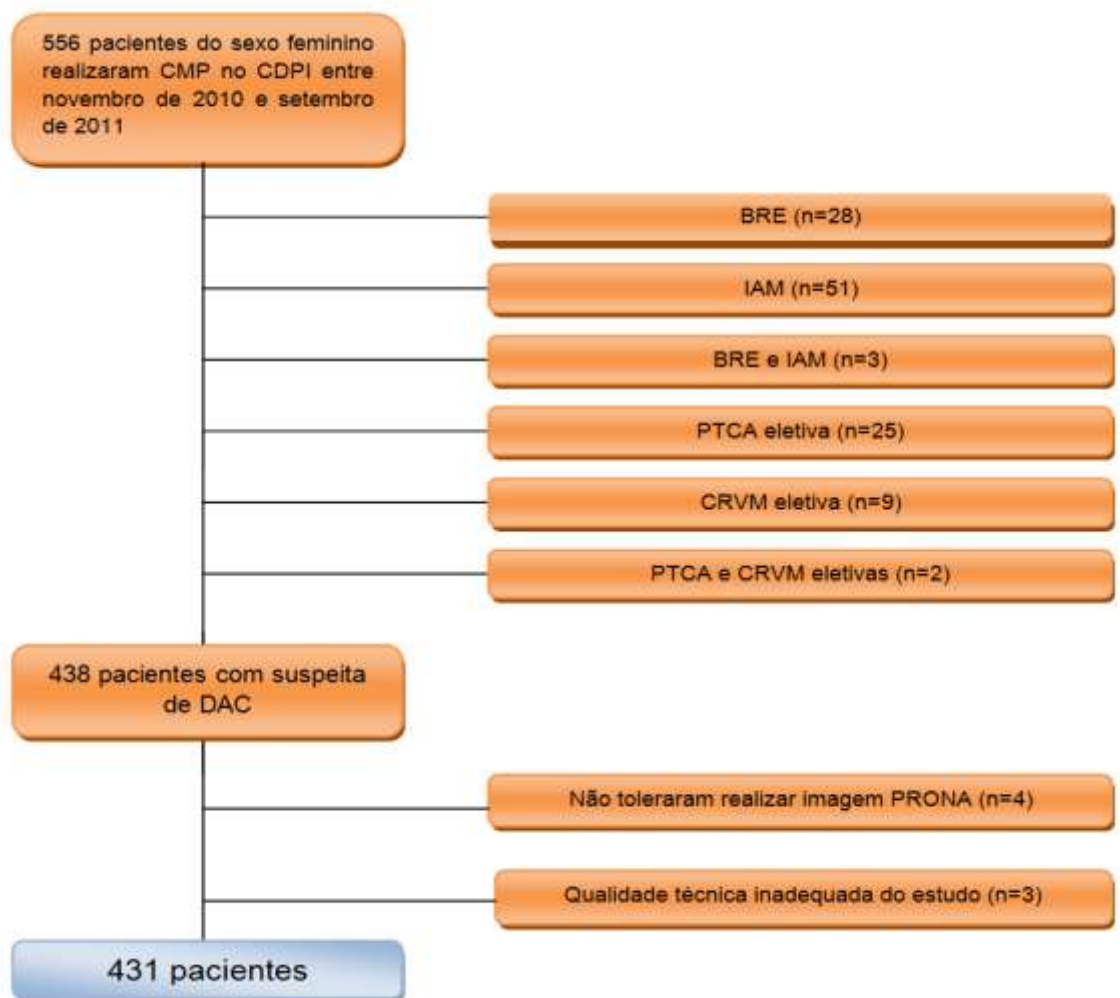 556 pacientes do sexo feminino
realizaram CMP no CDPI entre
novembro de 2010 e setembro
de 2011
BRE (n=28)
IAM (n=51)
BRE e IAM (n=3)
PTCA eletiva (n=25)
CRVM eletiva (n=9)
PTCA e CRVM eletivas (n=2)
438 pacientes com suspeita
de DAC
Não toleraram realizar imagem PRONA (n=4)
Qualidade técnica inadequada do estudo (n=3)
431 pacientes